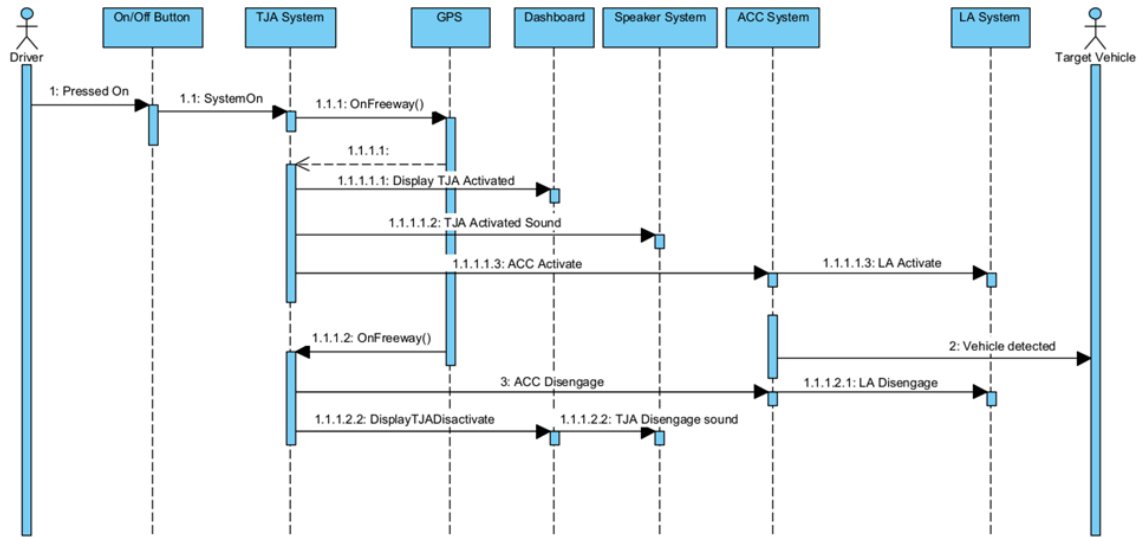 On/Off Button
TJA System
GPS
Dashboard
Speaker System
ACC System
LA System
Driver
Target Vehicle
1: Pressed On
1.1: SystemOn
1.1.1: OnFreeway()
1.1.1.1:
1.1.1.1.1: Display TJA Activated
1.1.1.1.2: TJA Activated Sound
1.1.1.1.3: ACC Activate
1.1.1.1.3: LA Activate
1.1.1.2: OnFreeway()
2: Vehicle detected
3: ACC Disengage
1.1.1.2.1: LA Disengage
1.1.1.2.2: DisplayTJADisactivate
1.1.1.2.2: TJA Disengage sound